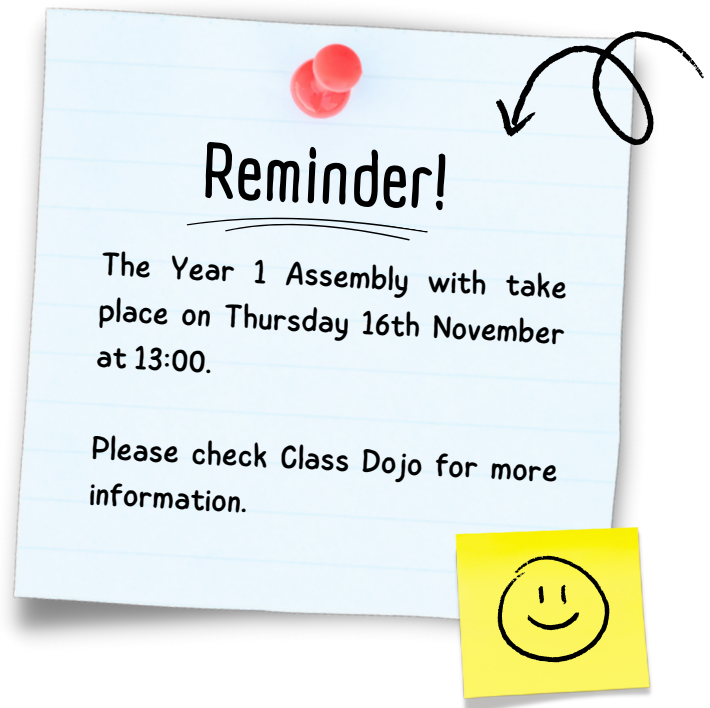 Reminder!
The Year 1 Assembly with take
place on Thursday 16th November
at 13:00.
Please check Class Dojo for more
information.